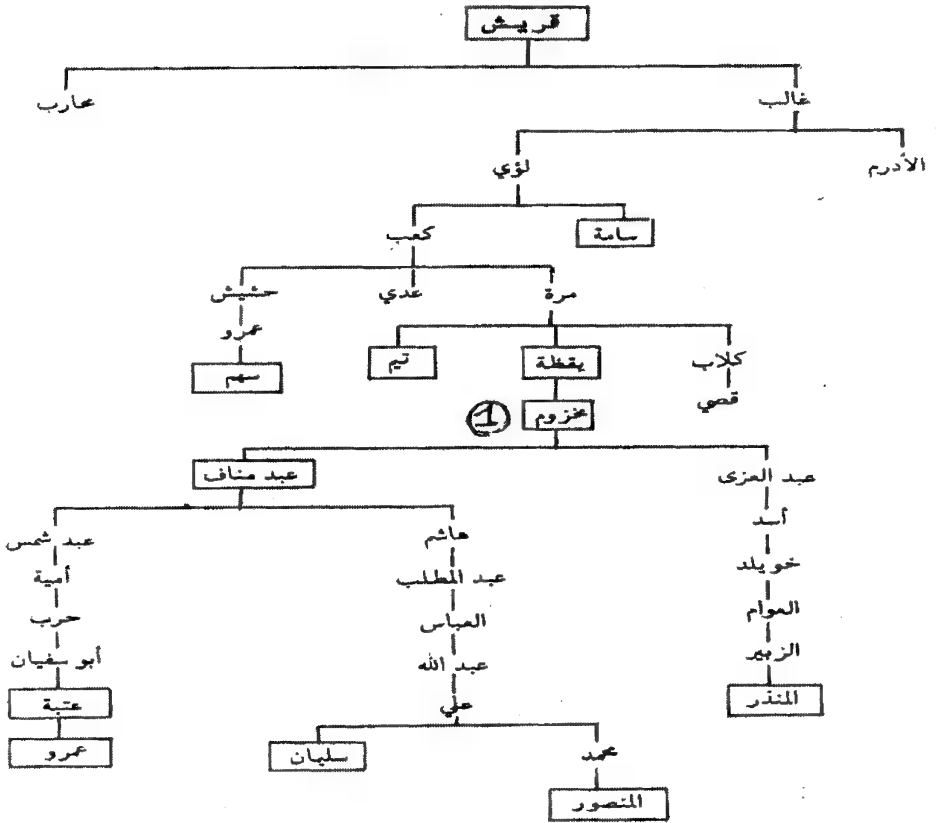 قريش
غالب
محارب
الأدرم
لؤي
سامة
كعب
مرة
عدي
حشيش
عمرو
كلاب
يقظة
تيم
سهم
قصي
مخزوم
1
عبد العزى
عبد مناف
أسد
هاشم
عبد شمس
خويلد
عبد المطلب
أمية
العوام
العباس
حرب
الزبير
عبد الله
أبو سفيان
المنذر
علي
عتبة
محمد
سليمان
عمرو
المنصور